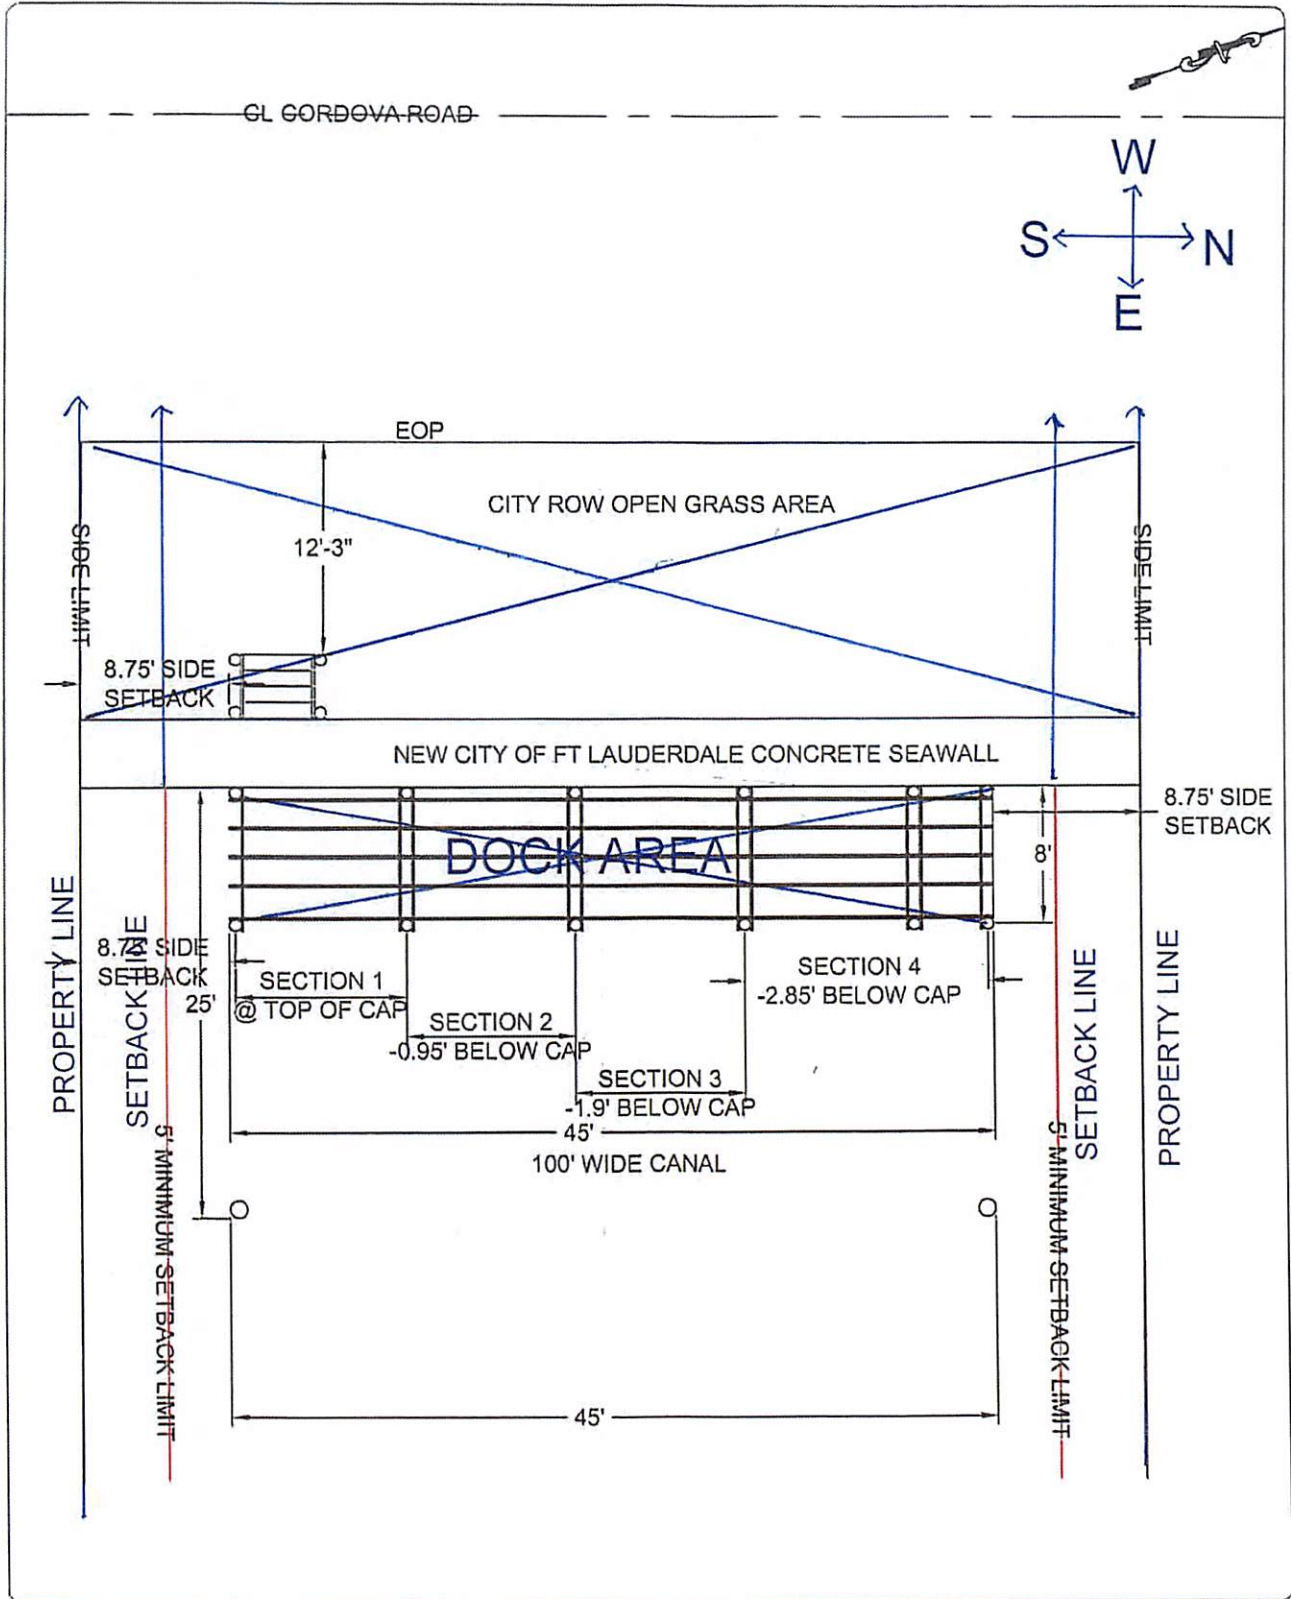 CL CORDOVA ROAD
W
S N
E
EOP
CITY ROW OPEN GRASS AREA
12'-3"
SIDE LIMIT
SIDE LIMIT
8.75' SIDE
SETBACK
NEW CITY OF FT LAUDERDALE CONCRETE SEAWALL
8.75' SIDE
SETBACK
DOCK AREA
8'
PROPERTY LINE
SETBACK LINE
8.75' SIDE
SETBACK
25'
SECTION 1
@ TOP OF CAP
SECTION 2
-0.95' BELOW CAP
SECTION 3
-1.9' BELOW CAP
SECTION 4
-2.85' BELOW CAP
SETBACK LINE
PROPERTY LINE
45'
100' WIDE CANAL
5' MINIMUM SETBACK LIMIT
5' MINIMUM SETBACK LIMIT
45'